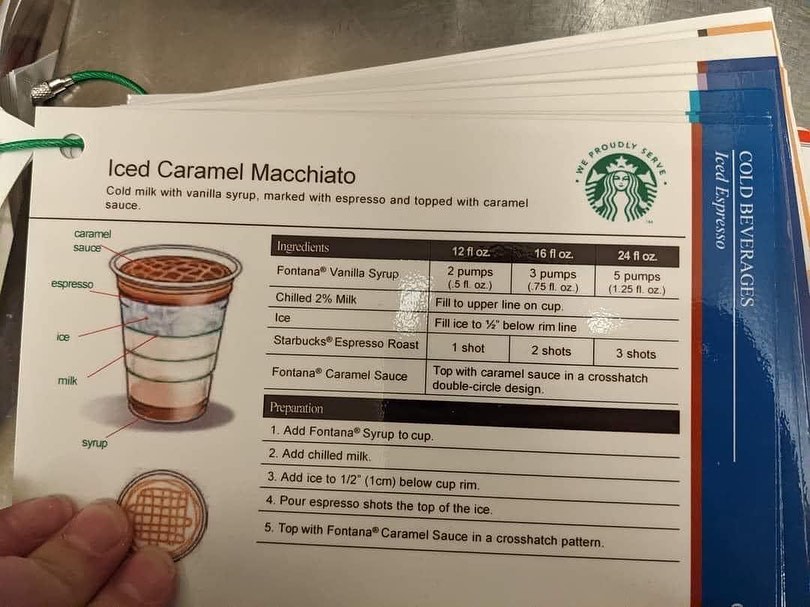 Iced Caramel Macchiato
Cold milk with vanilla syrup, marked with espresso and topped with caramel
sauce.
WE PROUDLY SERVE
TM
caramel
sauce
espresso
ice
milk
syrup
Ingredients 12 fl oz. 16 fl oz. 24 fl oz.
Fontana® Vanilla Syrup 2 pumps (.5 fl. oz.) 3 pumps (.75 fl. oz.) 5 pumps (1.25 fl. oz.)
Chilled 2% Milk Fill to upper line on cup.
Ice Fill ice to ½" below rim line
Starbucks® Espresso Roast 1 shot 2 shots 3 shots
Fontana® Caramel Sauce Top with caramel sauce in a crosshatch
double-circle design.
Preparation
1. Add Fontana® Syrup to cup.
2. Add chilled milk.
3. Add ice to 1/2" (1cm) below cup rim.
4. Pour espresso shots the top of the ice.
5. Top with Fontana® Caramel Sauce in a crosshatch pattern.
COLD BEVERAGES
Iced Espresso